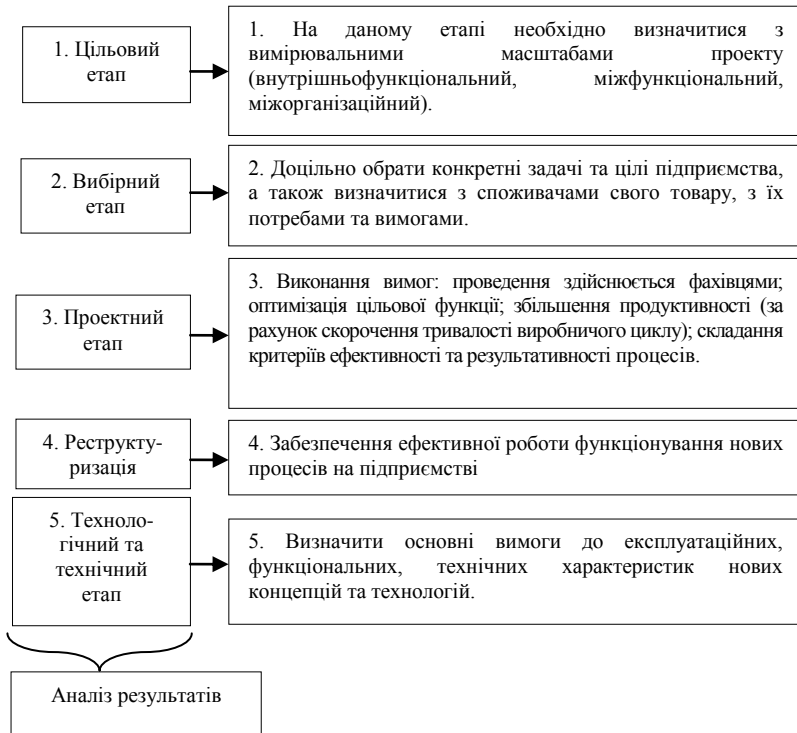 1. Цільовий
етап
1. На даному етапі необхідно визначитися з
вимірювальними масштабами проекту
(внутрішньофункціональний, міжфункціональний,
міжорганізаційний).
2. Вибірний
етап
2. Доцільно обрати конкретні задачі та цілі підприємства,
а також визначитися з споживачами свого товару, з їх
потребами та вимогами.
3. Проектний
етап
3. Виконання вимог: проведення здійснюється фахівцями;
оптимізація цільової функції; збільшення продуктивності (за
рахунок скорочення тривалості виробничого циклу); складання
критеріїв ефективності та результативності процесів.
4. Реструкту-
ризація
4. Забезпечення ефективної роботи функціонування нових
процесів на підприємстві
5. Техноло-
гічний та
технічний
етап
5. Визначити основні вимоги до експлуатаційних,
функціональних, технічних характеристик нових
концепцій та технологій.
Аналіз результатів